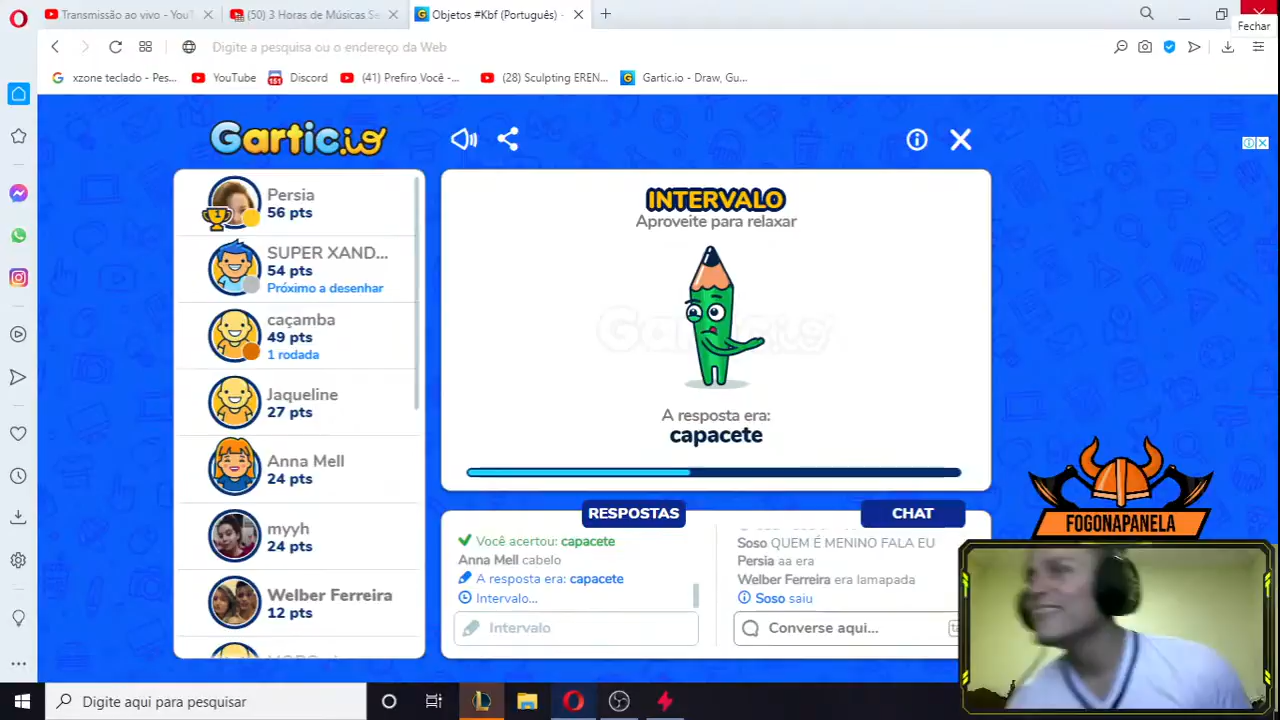 Transmissão ao vivo - YouT
(50) 3 Horas de Músicas Se
Objetos #Kbf (Português) -
Fechar
Digite a pesquisa ou o endereço da Web
xzone teclado - Pes...
YouTube
151
Discord
(41) Prefiro Você -...
(28) Sculpting EREN...
Gartic.io - Draw, Gu...
Gartic.io
Persia
56 pts
1
SUPER XAND...
54 pts
Próximo a desenhar
caçamba
49 pts
1 rodada
Jaqueline
27 pts
Anna Mell
24 pts
myyh
24 pts
Welber Ferreira
12 pts
INTERVALO
Aproveite para relaxar
Gartic.io
A resposta era:
capacete
RESPOSTAS
Você acertou: capacete
Anna Mell cabelo
A resposta era: capacete
Intervalo...
Intervalo
CHAT
Soso QUEM É MENINO FALA EU
Persia aa era
Welber Ferreira era lamapada
Soso saiu
Converse aqui...
FOGONAPANELA
Digite aqui para pesquisar